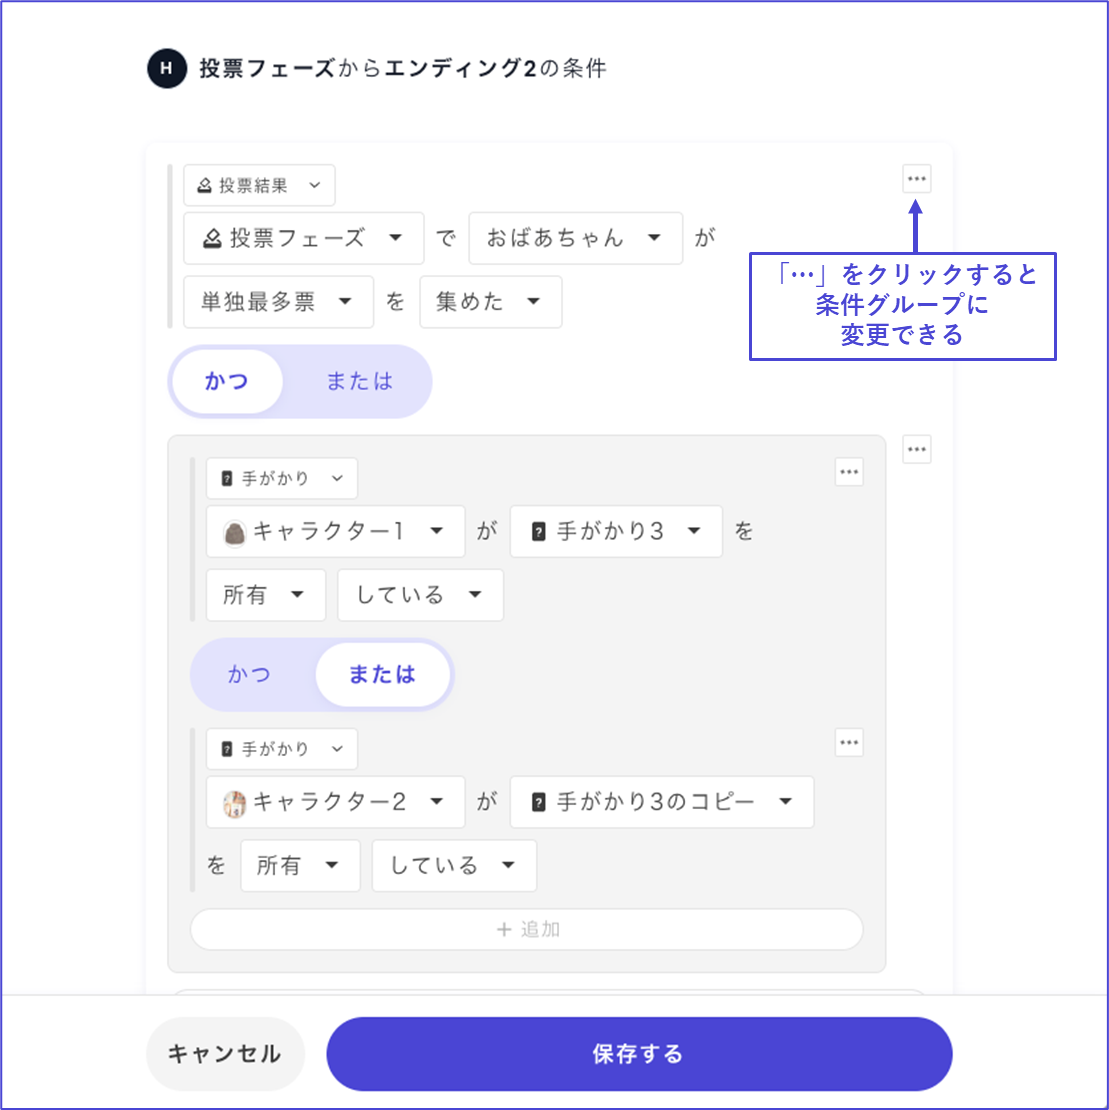 H 投票フェーズからエンディング2の条件
投票結果
投票フェーズ で おばあちゃん が
単独最多票 を 集めた
「…」をクリックすると
条件グループに
変更できる
かつ または
手がかり
キャラクター1 が ? 手がかり3 を
所有 している
かつ または
手がかり
キャラクター2 が ? 手がかり3のコピー
を 所有 している
+ 追加
キャンセル 保存する